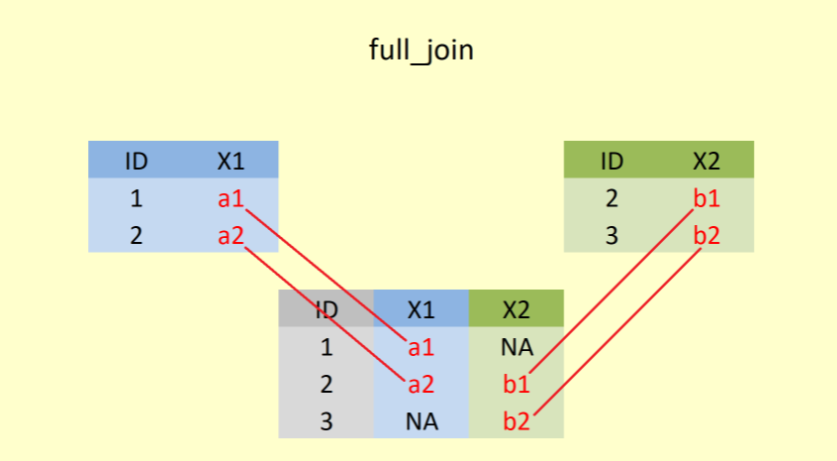 full_join
ID X1
1 a1
2 a2
ID X2
2 b1
3 b2
ID X1 X2
1 a1 NA
2 a2 b1
3 NA b2